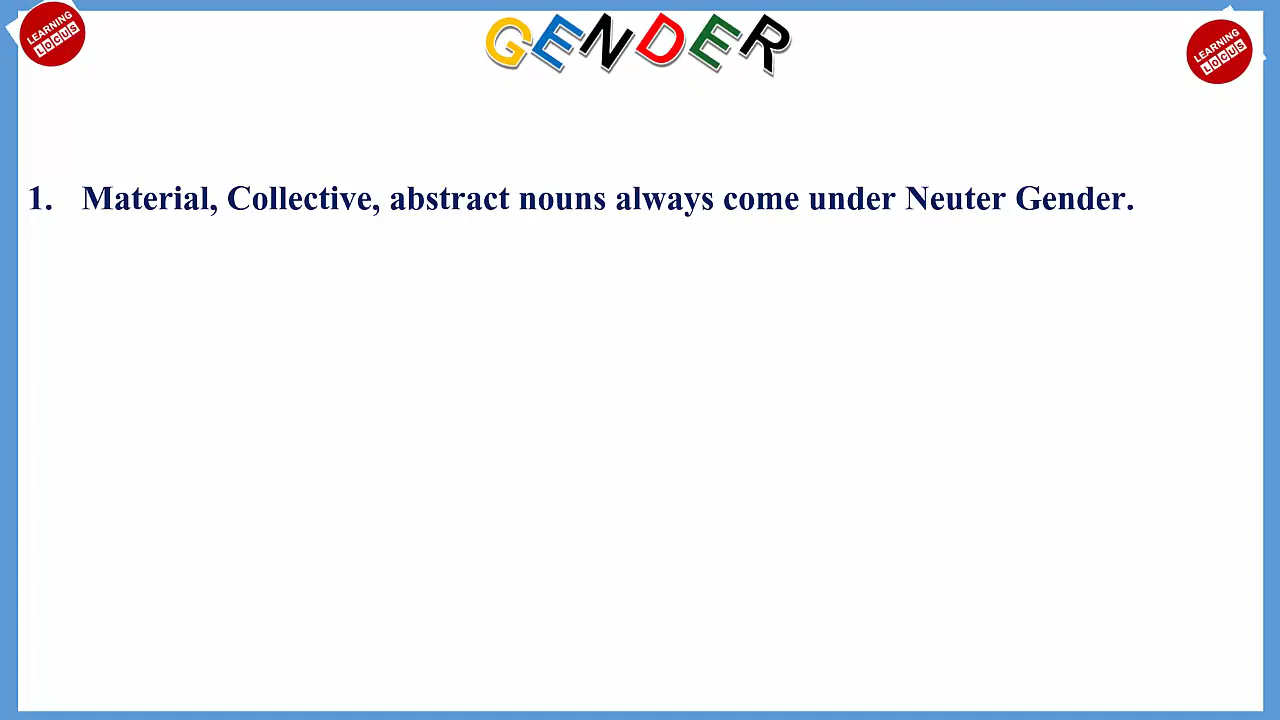 LEARNING
LOCUS
GENDER
LEARNING
LOCUS
1. Material, Collective, abstract nouns always come under Neuter Gender.